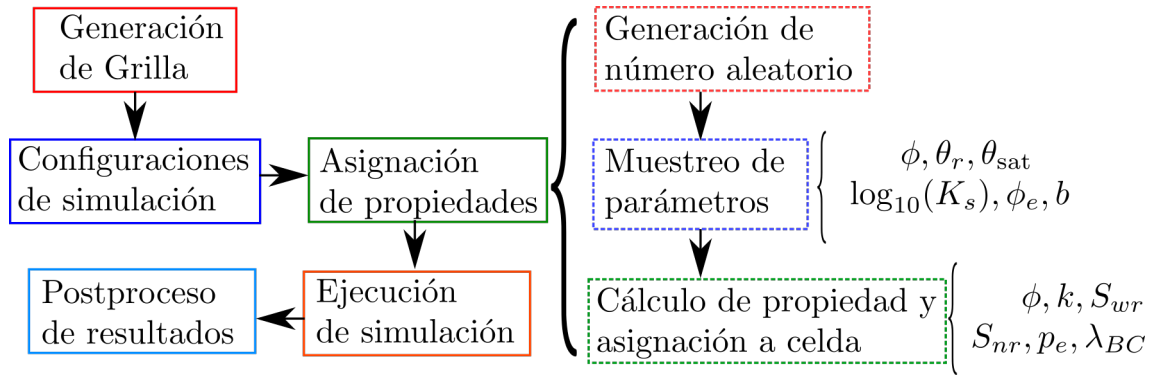 Generación
de Grilla
Configuraciones
de simulación
Asignación
de propiedades
Ejecución
de simulación
Postproceso
de resultados
Generación de
número aleatorio
Muestreo de
parámetros
ϕ, θ_r, θ_sat
log₁₀(K_s), ϕ_e, b
Cálculo de propiedad y
asignación a celda
ϕ, k, S_wr
S_nr, p_e, λ_BC